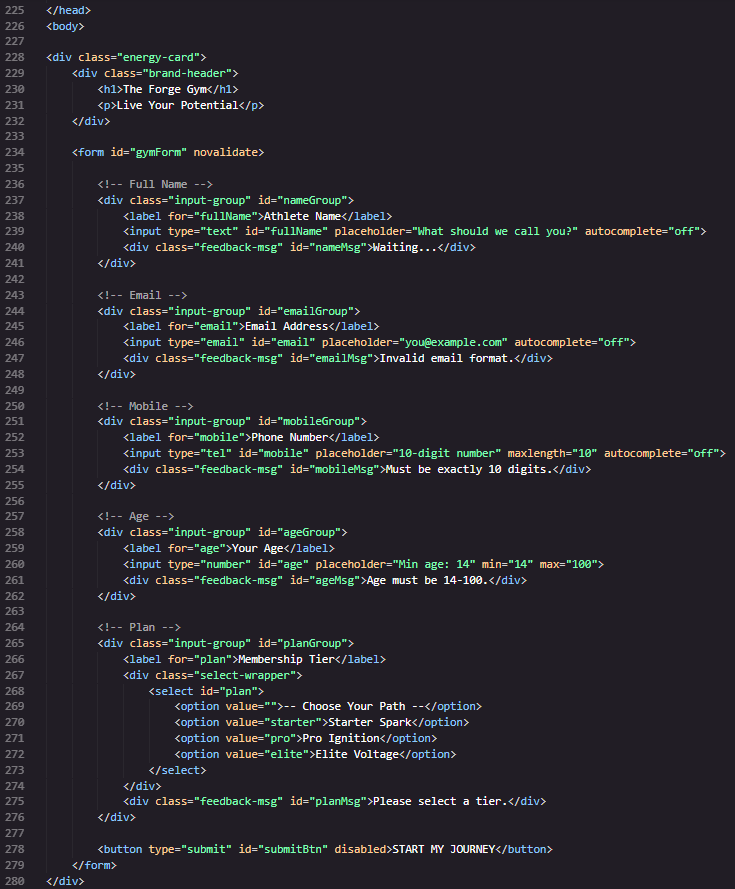 225 </head>
226 <body>
227
228 <div class="energy-card">
229     <div class="brand-header">
230         <h1>The Forge Gym</h1>
231         <p>Live Your Potential</p>
232     </div>
233
234     <form id="gymForm" novalidate>
235
236         <!-- Full Name -->
237         <div class="input-group" id="nameGroup">
238             <label for="fullName">Athlete Name</label>
239             <input type="text" id="fullName" placeholder="What should we call you?" autocomplete="off">
240             <div class="feedback-msg" id="nameMsg">Waiting...</div>
241         </div>
242
243         <!-- Email -->
244         <div class="input-group" id="emailGroup">
245             <label for="email">Email Address</label>
246             <input type="email" id="email" placeholder="you@example.com" autocomplete="off">
247             <div class="feedback-msg" id="emailMsg">Invalid email format.</div>
248         </div>
249
250         <!-- Mobile -->
251         <div class="input-group" id="mobileGroup">
252             <label for="mobile">Phone Number</label>
253             <input type="tel" id="mobile" placeholder="10-digit number" maxlength="10" autocomplete="off">
254             <div class="feedback-msg" id="mobileMsg">Must be exactly 10 digits.</div>
255         </div>
256
257         <!-- Age -->
258         <div class="input-group" id="ageGroup">
259             <label for="age">Your Age</label>
260             <input type="number" id="age" placeholder="Min age: 14" min="14" max="100">
261             <div class="feedback-msg" id="ageMsg">Age must be 14-100.</div>
262         </div>
263
264         <!-- Plan -->
265         <div class="input-group" id="planGroup">
266             <label for="plan">Membership Tier</label>
267             <div class="select-wrapper">
268                 <select id="plan">
269                     <option value="">-- Choose Your Path --</option>
270                     <option value="starter">Starter Spark</option>
271                     <option value="pro">Pro Ignition</option>
272                     <option value="elite">Elite Voltage</option>
273                 </select>
274             </div>
275             <div class="feedback-msg" id="planMsg">Please select a tier.</div>
276         </div>
277
278         <button type="submit" id="submitBtn" disabled>START MY JOURNEY</button>
279     </form>
280 </div>